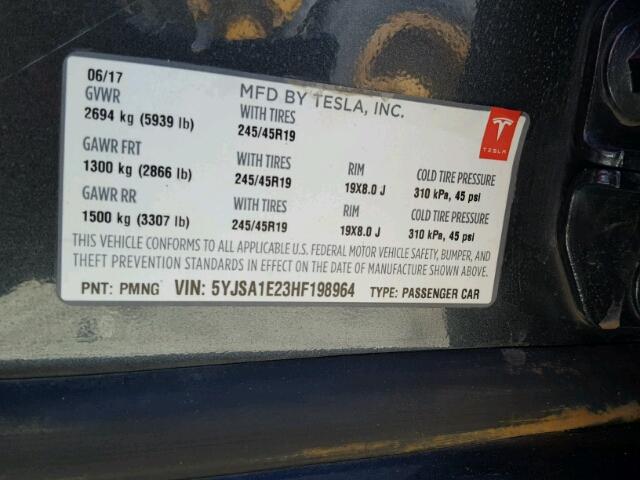 06/17
MFD BY TESLA, INC.
GVWR
2694 kg (5939 lb)
WITH TIRES
245/45R19
GAWR FRT
1300 kg (2866 lb)
WITH TIRES
245/45R19
RIM
19X8.0 J
COLD TIRE PRESSURE
310 kPa, 45 psi
GAWR RR
1500 kg (3307 lb)
WITH TIRES
245/45R19
RIM
19X8.0 J
COLD TIRE PRESSURE
310 kPa, 45 psi
TESLA
THIS VEHICLE CONFORMS TO ALL APPLICABLE U.S. FEDERAL MOTOR VEHICLE SAFETY, BUMPER, AND
THEFT PREVENTION STANDARDS IN EFFECT ON THE DATE OF MANUFACTURE SHOWN ABOVE.
PNT: PMNG VIN: 5YJSA1E23HF198964 TYPE: PASSENGER CAR